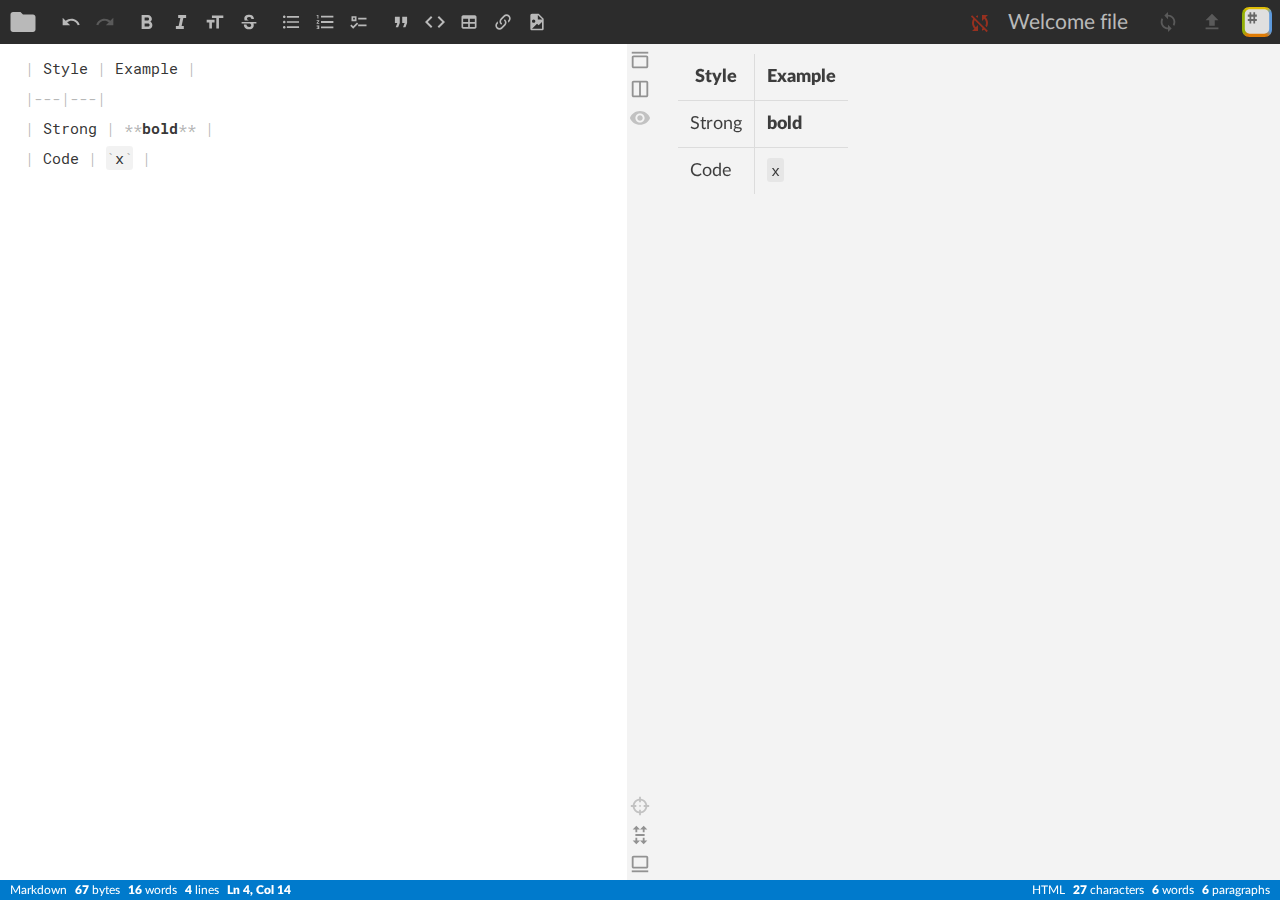 Welcome file
| Style | Example |
|---|---|
| Strong | **bold** |
| Code | `x` |
Style Example
Strong bold
Code x
Markdown 67 bytes 16 words 4 lines Ln 4, Col 14
HTML 27 characters 6 words 6 paragraphs